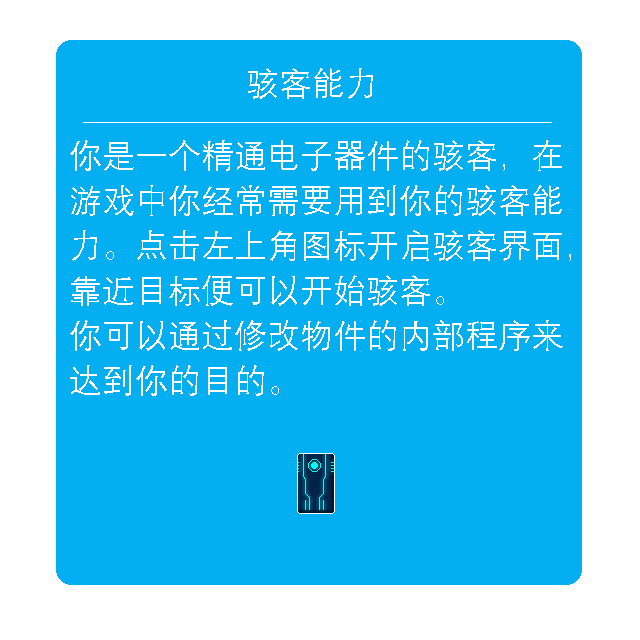 骇客能力
你是一个精通电子器件的骇客，在
游戏中你经常需要用到你的骇客能
力。点击左上角图标开启骇客界面，
靠近目标便可以开始骇客。
你可以通过修改物件的内部程序来
达到你的目的。